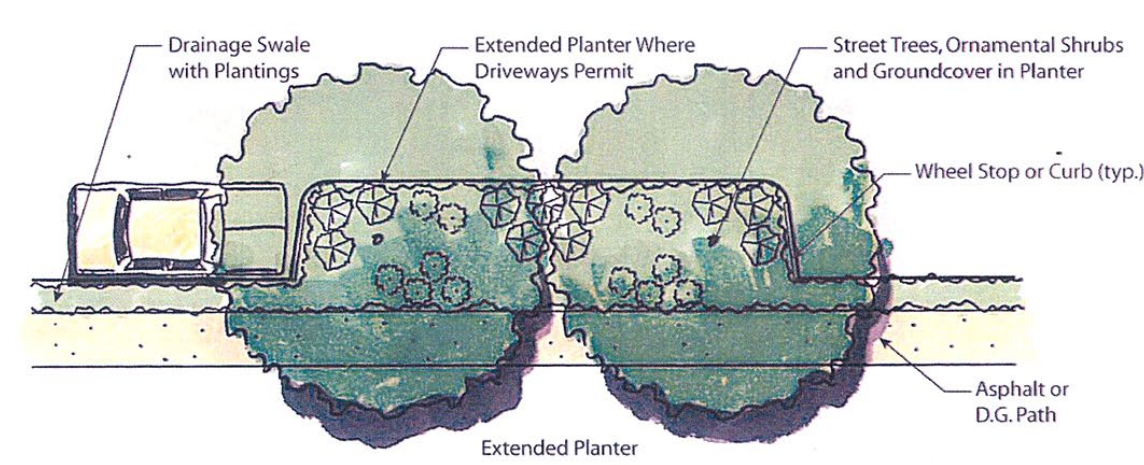 Drainage Swale
with Plantings
Extended Planter Where
Driveways Permit
Street Trees, Ornamental Shrubs
and Groundcover in Planter
Wheel Stop or Curb (typ.)
Asphalt or
D.G. Path
Extended Planter